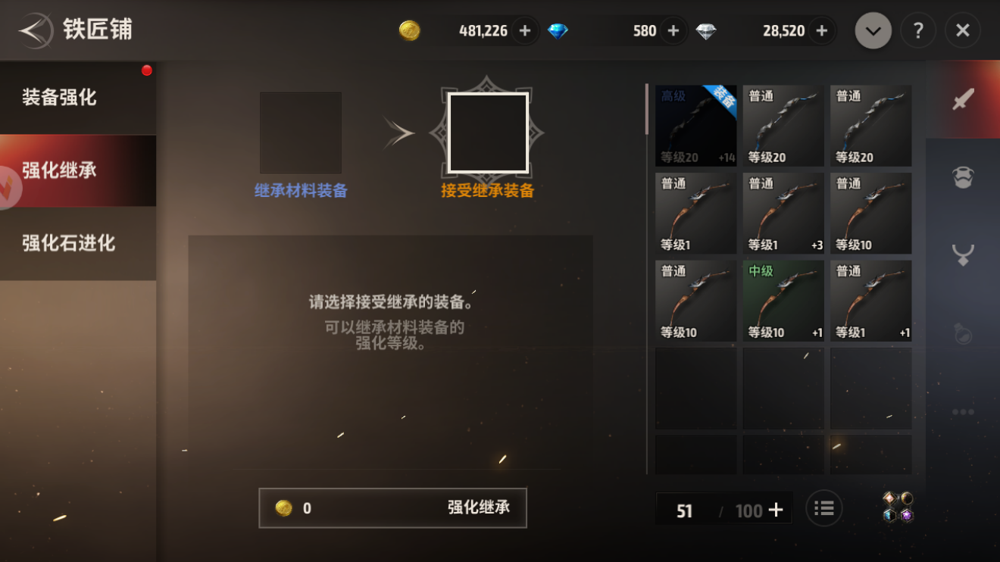 铁匠铺
481,226
580
28,520
?
装备强化
强化继承
强化石进化
继承材料装备
接受继承装备
请选择接受继承的装备。
可以继承材料装备的
强化等级。
0
强化继承
高级
装备
等级20
+14
普通
等级20
普通
等级20
普通
等级1
普通
等级1
+3
普通
等级10
普通
等级10
中级
等级10
+1
普通
等级1
+1
51 / 100